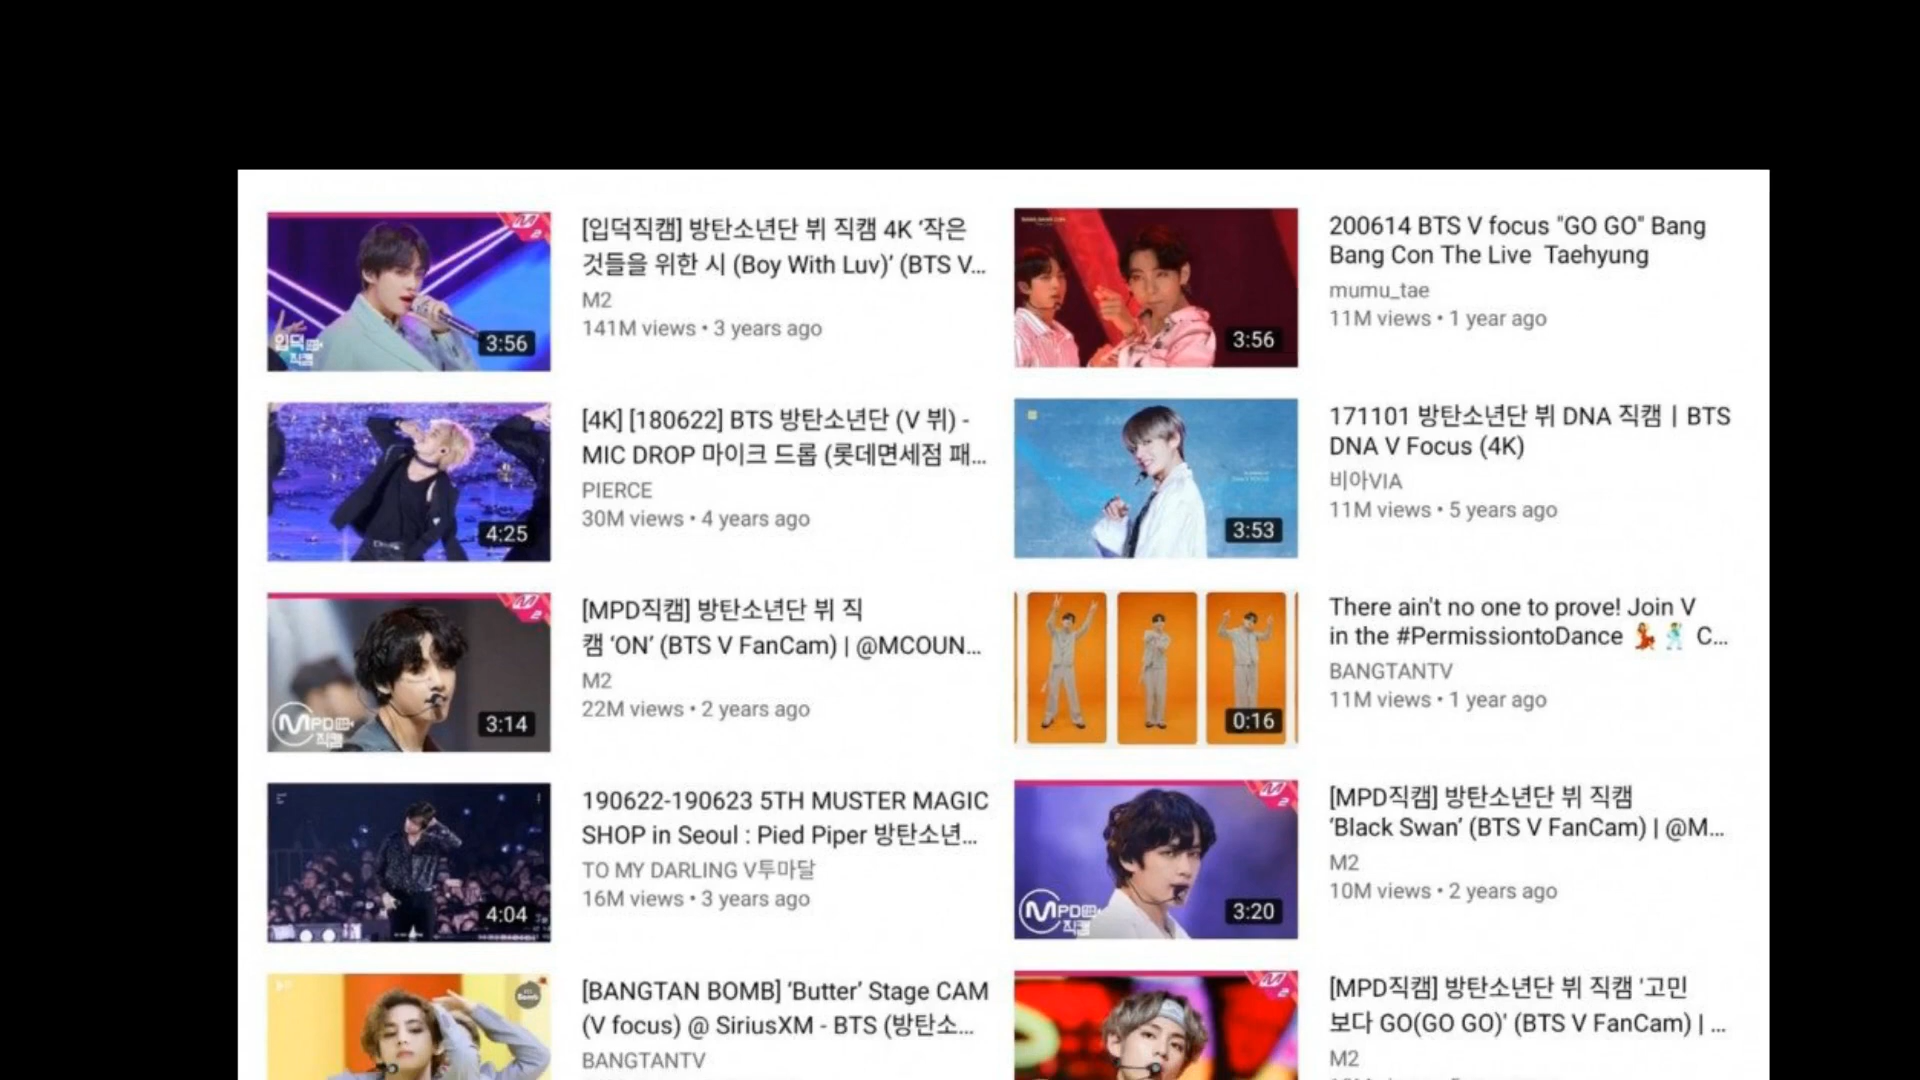 [입덕직캠] 방탄소년단 뷔 직캠 4K ‘작은
것들을 위한 시 (Boy With Luv)’ (BTS V...
M2
141M views • 3 years ago
입덕
직캠
3:56
[4K] [180622] BTS 방탄소년단 (V 뷔) -
MIC DROP 마이크 드롭 (롯데면세점 패...
PIERCE
30M views • 4 years ago
4:25
[MPD직캠] 방탄소년단 뷔 직
캠 ‘ON’ (BTS V FanCam) | @MCOUN...
M2
22M views • 2 years ago
MPD
직캠
3:14
190622-190623 5TH MUSTER MAGIC
SHOP in Seoul : Pied Piper 방탄소년...
TO MY DARLING V투마달
16M views • 3 years ago
4:04
[BANGTAN BOMB] ‘Butter’ Stage CAM
(V focus) @ SiriusXM - BTS (방탄소...
BANGTANTV
200614 BTS V focus "GO GO" Bang
Bang Con The Live Taehyung
mumu_tae
11M views • 1 year ago
3:56
171101 방탄소년단 뷔 DNA 직캠 | BTS
DNA V Focus (4K)
비아VIA
11M views • 5 years ago
3:53
There ain't no one to prove! Join V
in the #PermissiontoDance 💃🕺 C...
BANGTANTV
11M views • 1 year ago
0:16
[MPD직캠] 방탄소년단 뷔 직캠
‘Black Swan’ (BTS V FanCam) | @M...
M2
10M views • 2 years ago
MPD
직캠
3:20
[MPD직캠] 방탄소년단 뷔 직캠 '고민
보다 GO(GO GO)' (BTS V FanCam) | ...
M2